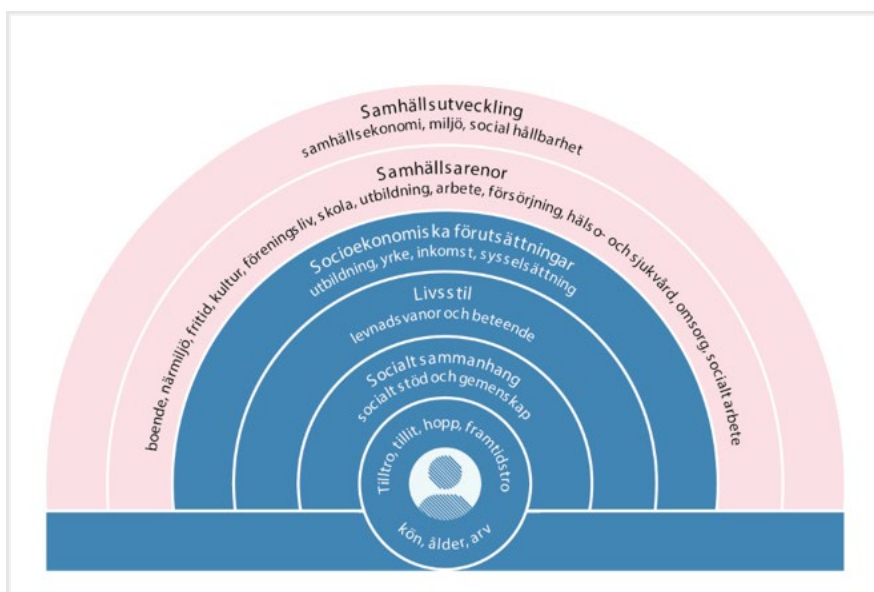 Samhällsutveckling
samhällsekonomi, miljö, social hållbarhet
Samhällsarenor
boende, närmiljö, fritid, kultur, föreningsliv, skola, utbildning, arbete, försörjning, hälso- och sjukvård, omsorg, socialt arbete
Socioekonomiska förutsättningar
utbildning, yrke, inkomst, sysselsättning
Livsstil
levnadsvanor och beteende
Socialt sammanhang
socialt stöd och gemenskap
Tilltro, tillit, hopp, framtidstro
kön, ålder, arv